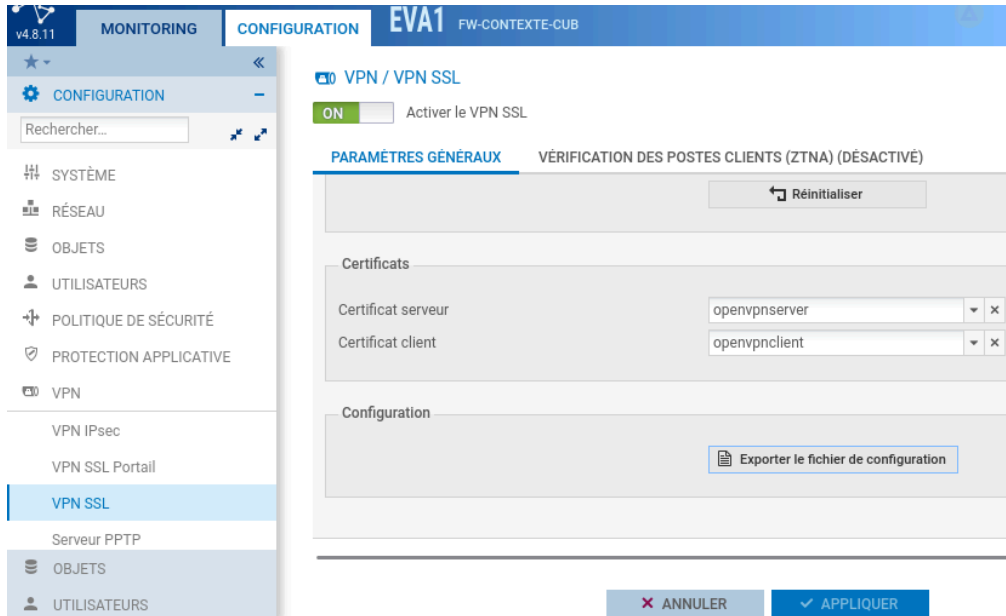 v4.8.11
MONITORING
CONFIGURATION
EVA1 FW-CONTEXTE-CUB
CONFIGURATION
Rechercher...
SYSTÈME
RÉSEAU
OBJETS
UTILISATEURS
POLITIQUE DE SÉCURITÉ
PROTECTION APPLICATIVE
VPN
VPN IPsec
VPN SSL Portail
VPN SSL
Serveur PPTP
OBJETS
UTILISATEURS
VPN / VPN SSL
ON Activer le VPN SSL
PARAMÈTRES GÉNÉRAUX VÉRIFICATION DES POSTES CLIENTS (ZTNA) (DÉSACTIVÉ)
Réinitialiser
Certificats
Certificat serveur openvpnserver
Certificat client openvpnclient
Configuration
Exporter le fichier de configuration
ANNULER APPLIQUER